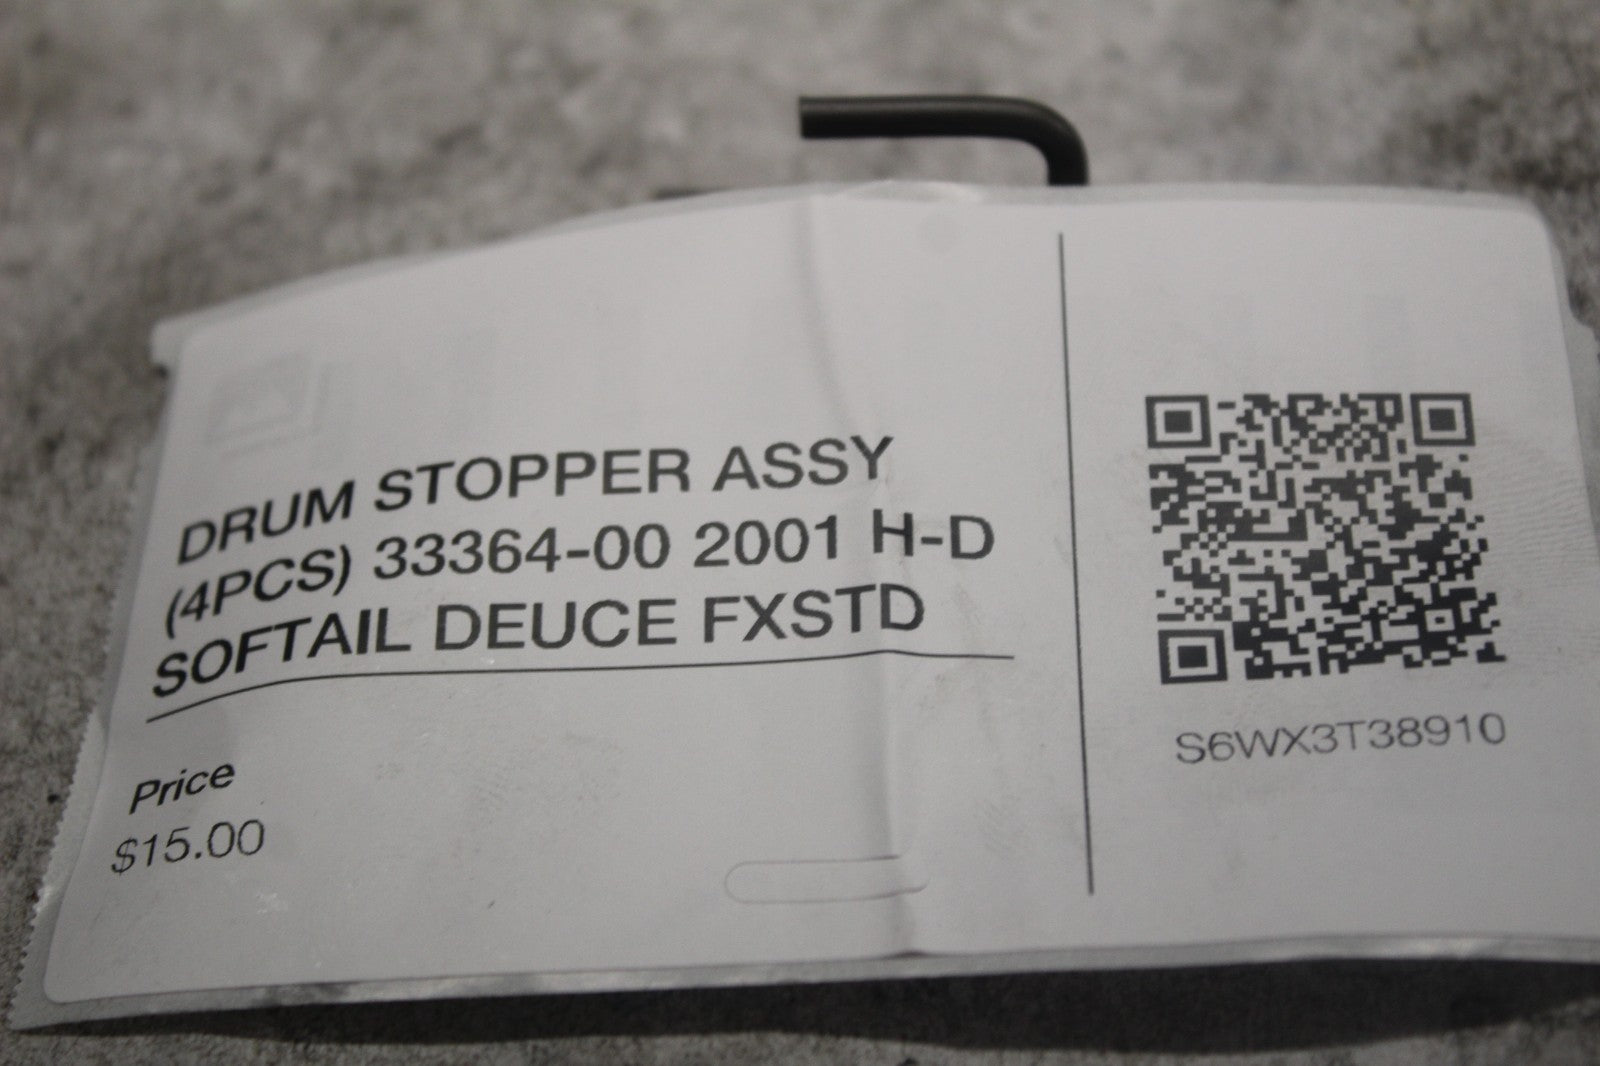 DRUM STOPPER ASSY
(4PCS) 33364-00 2001 H-D
SOFTAIL DEUCE FXSTD
Price
$15.00
S6WX3T38910